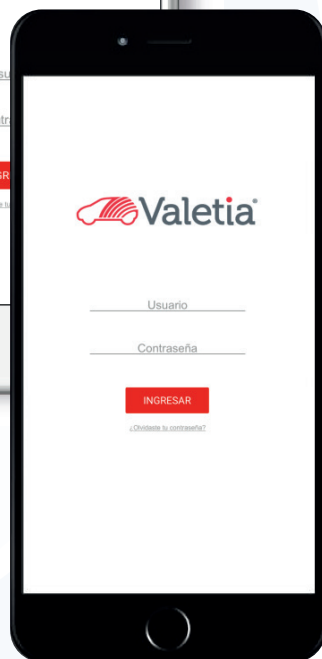 Valetia®
Usuario
Contraseña
INGRESAR
¿Olvidaste tu contraseña?